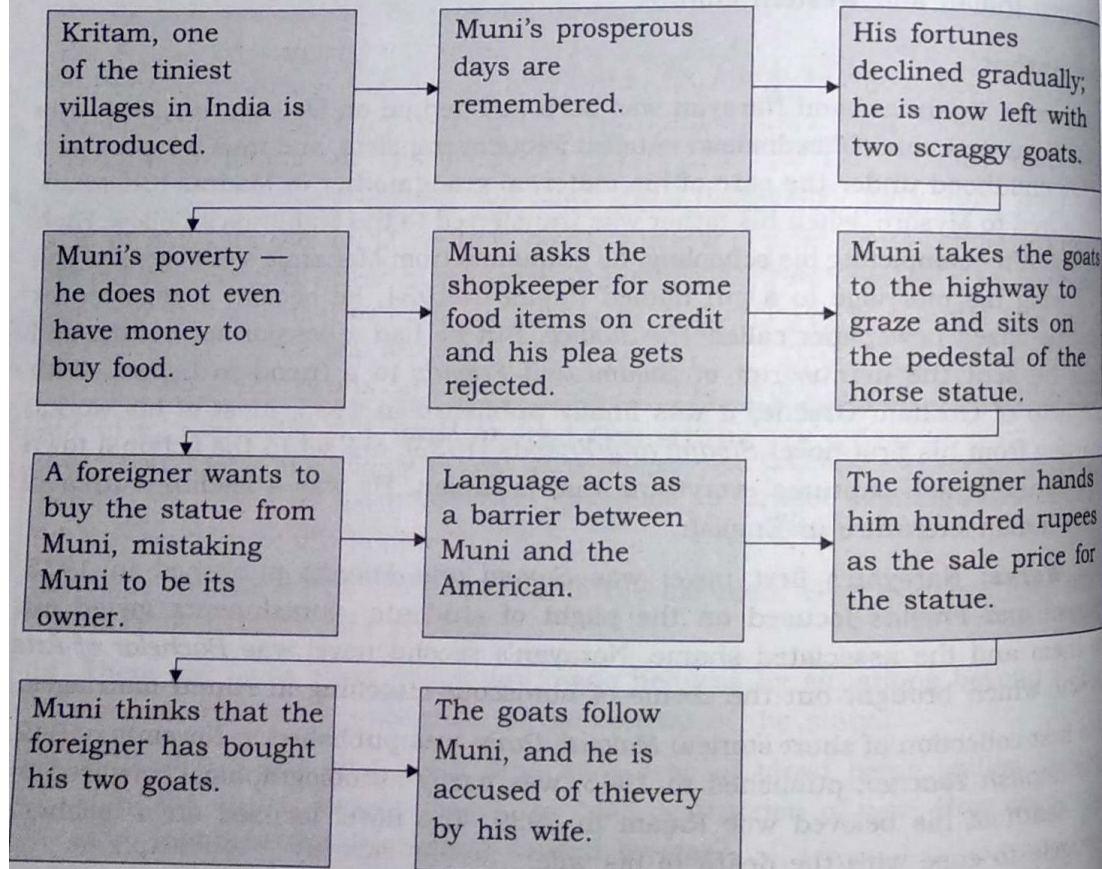 Kritam, one
of the tiniest
villages in India is
introduced.
Muni's prosperous
days are
remembered.
His fortunes
declined gradually;
he is now left with
two scraggy goats.
Muni's poverty
he does not even
have money to
buy food.
Muni asks the
shopkeeper for some
food items on credit
and his plea gets
rejected.
Muni takes the goats
to the highway to
graze and sits on
the pedestal of the
horse statue.
A foreigner wants to
buy the statue from
Muni, mistaking
Muni to be its
owner.
Language acts as
a barrier between
Muni and the
American.
The foreigner hands
him hundred rupees
as the sale price for
the statue.
Muni thinks that the
foreigner has bought
his two goats.
The goats follow
Muni, and he is
accused of thievery
by his wife.